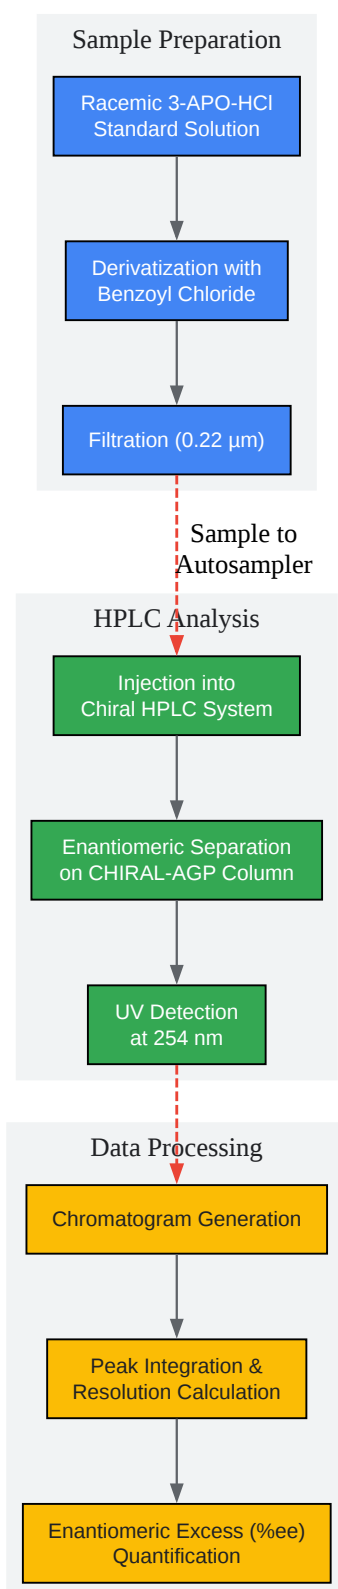 Sample Preparation
Racemic 3-APO-HCl
Standard Solution
Derivatization with
Benzoyl Chloride
Filtration (0.22 µm)
Sample to
Autosampler
HPLC Analysis
Injection into
Chiral HPLC System
Enantiomeric Separation
on CHIRAL-AGP Column
UV Detection
at 254 nm
Data Processing
Chromatogram Generation
Peak Integration &
Resolution Calculation
Enantiomeric Excess (%ee)
Quantification